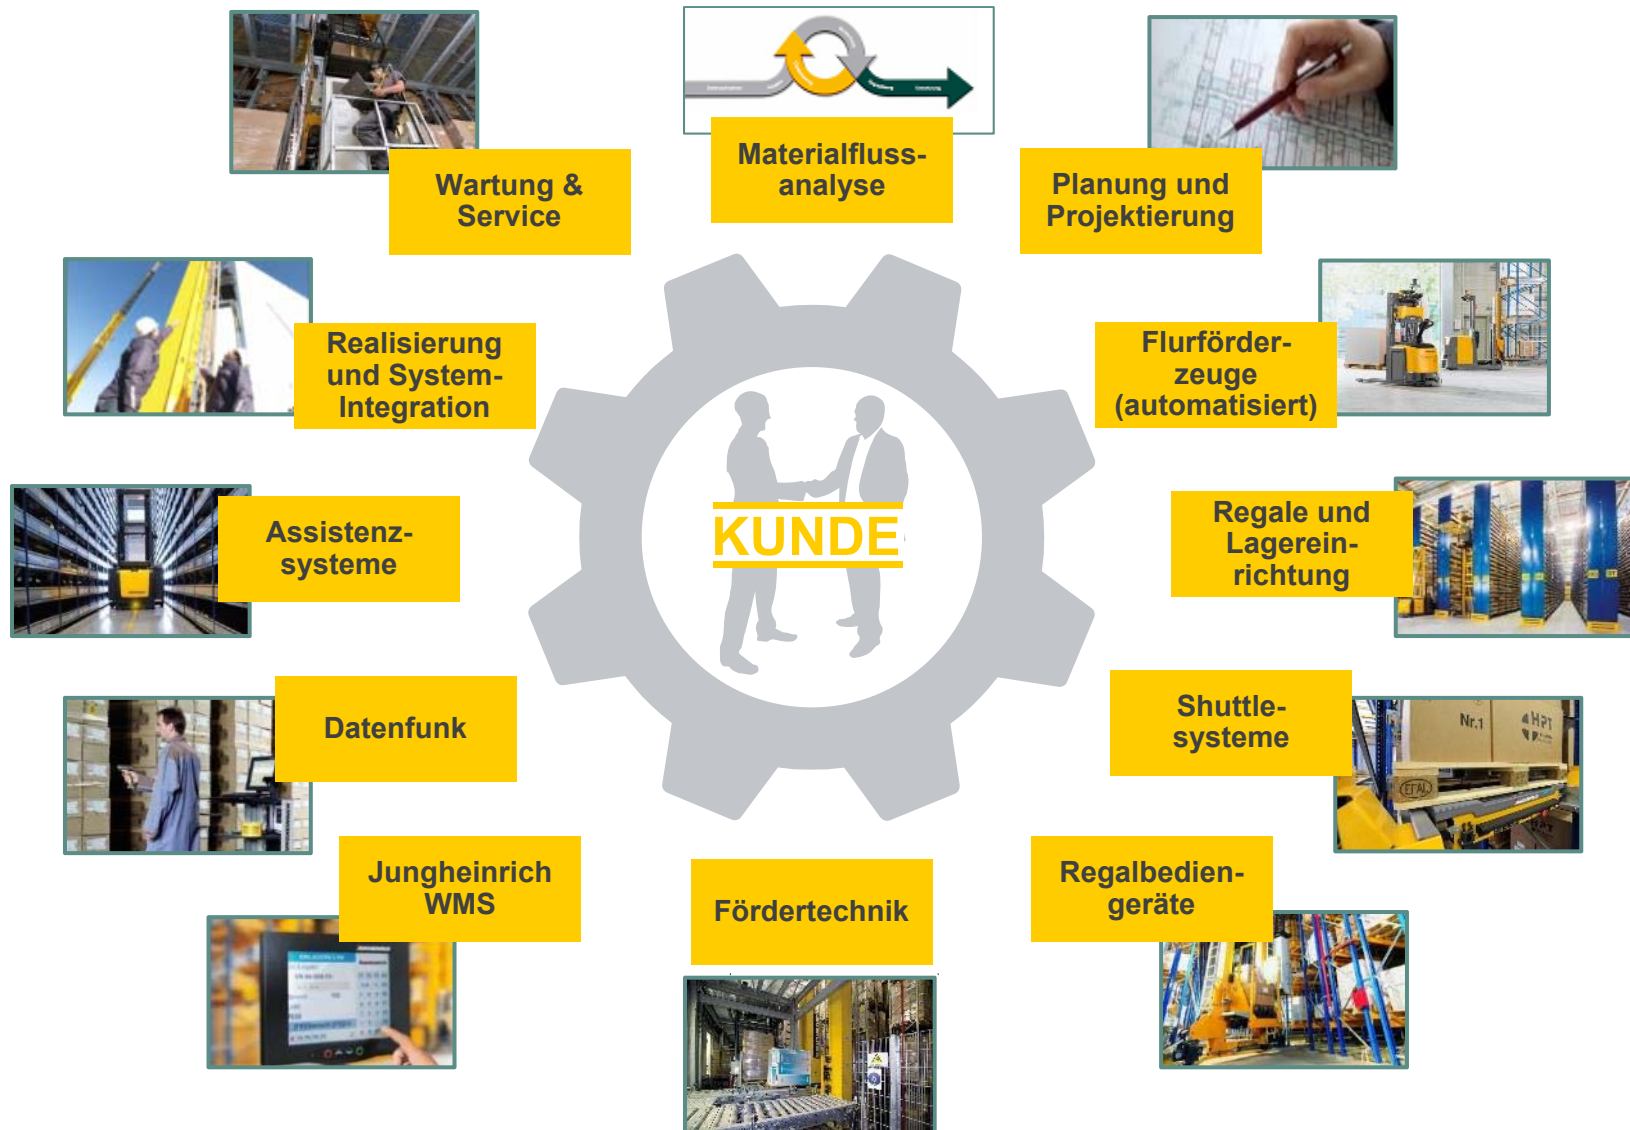 Materialfluss-
analyse
Planung und
Projektierung
Flurförder-
zeuge
(automatisiert)
Regale und
Lagerein-
richtung
Shuttle-
systeme
Nr.1
HPT
Regalbedien-
geräte
Fördertechnik
Jungheinrich
WMS
Datenfunk
Assistenz-
systeme
Realisierung
und System-
Integration
Wartung &
Service
KUNDE